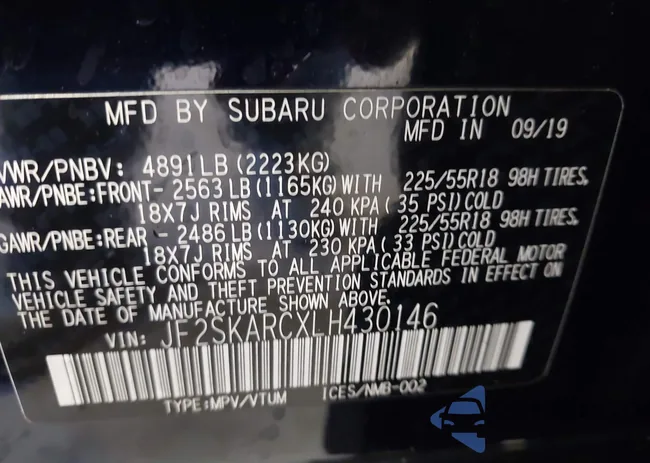 MFD BY SUBARU CORPORATION
MFD IN 09/19
VWR/PNBV: 4891LB (2223KG)
AWR/PNBE:FRONT- 2563 LB (1165KG) WITH 225/55R18 98H TIRES,
18X7J RIMS AT 240 KPA ( 35 PSI) COLD
GAWR/PNBE:REAR - 2486 LB (1130KG) WITH 225/55R18 98H TIRES,
18X7J RIMS AT 230 KPA ( 33 PSI) COLD
THIS VEHICLE CONFORMS TO ALL APPLICABLE FEDERAL MOTOR
VEHICLE SAFETY AND THEFT PREVENTION STANDARDS IN EFFECT ON
THE DATE OF MANUFACTURE SHOWN ABOVE.
VIN: JF2SKARCXLH430146
TYPE:MPV/VTUM ICES/NMB-002